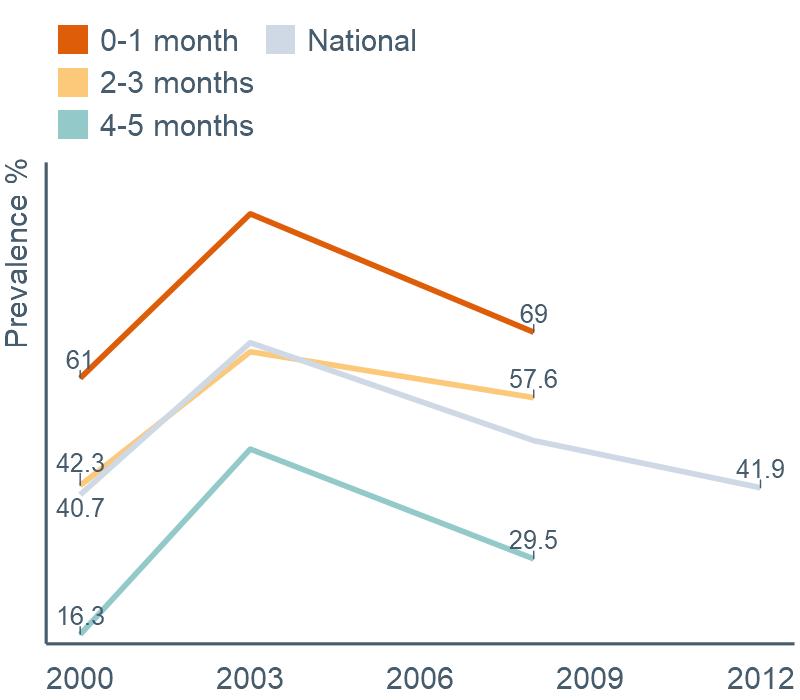 0-1 month
National
2-3 months
4-5 months
Prevalence %
69
61
57.6
42.3
41.9
40.7
29.5
16.3
2000 2003 2006 2009 2012